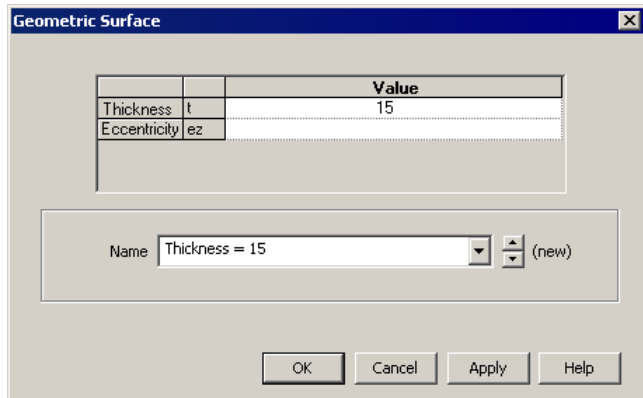 Geometric Surface
Value
Thickness t 15
Eccentricity ez
Name Thickness = 15 (new)
OK Cancel Apply Help